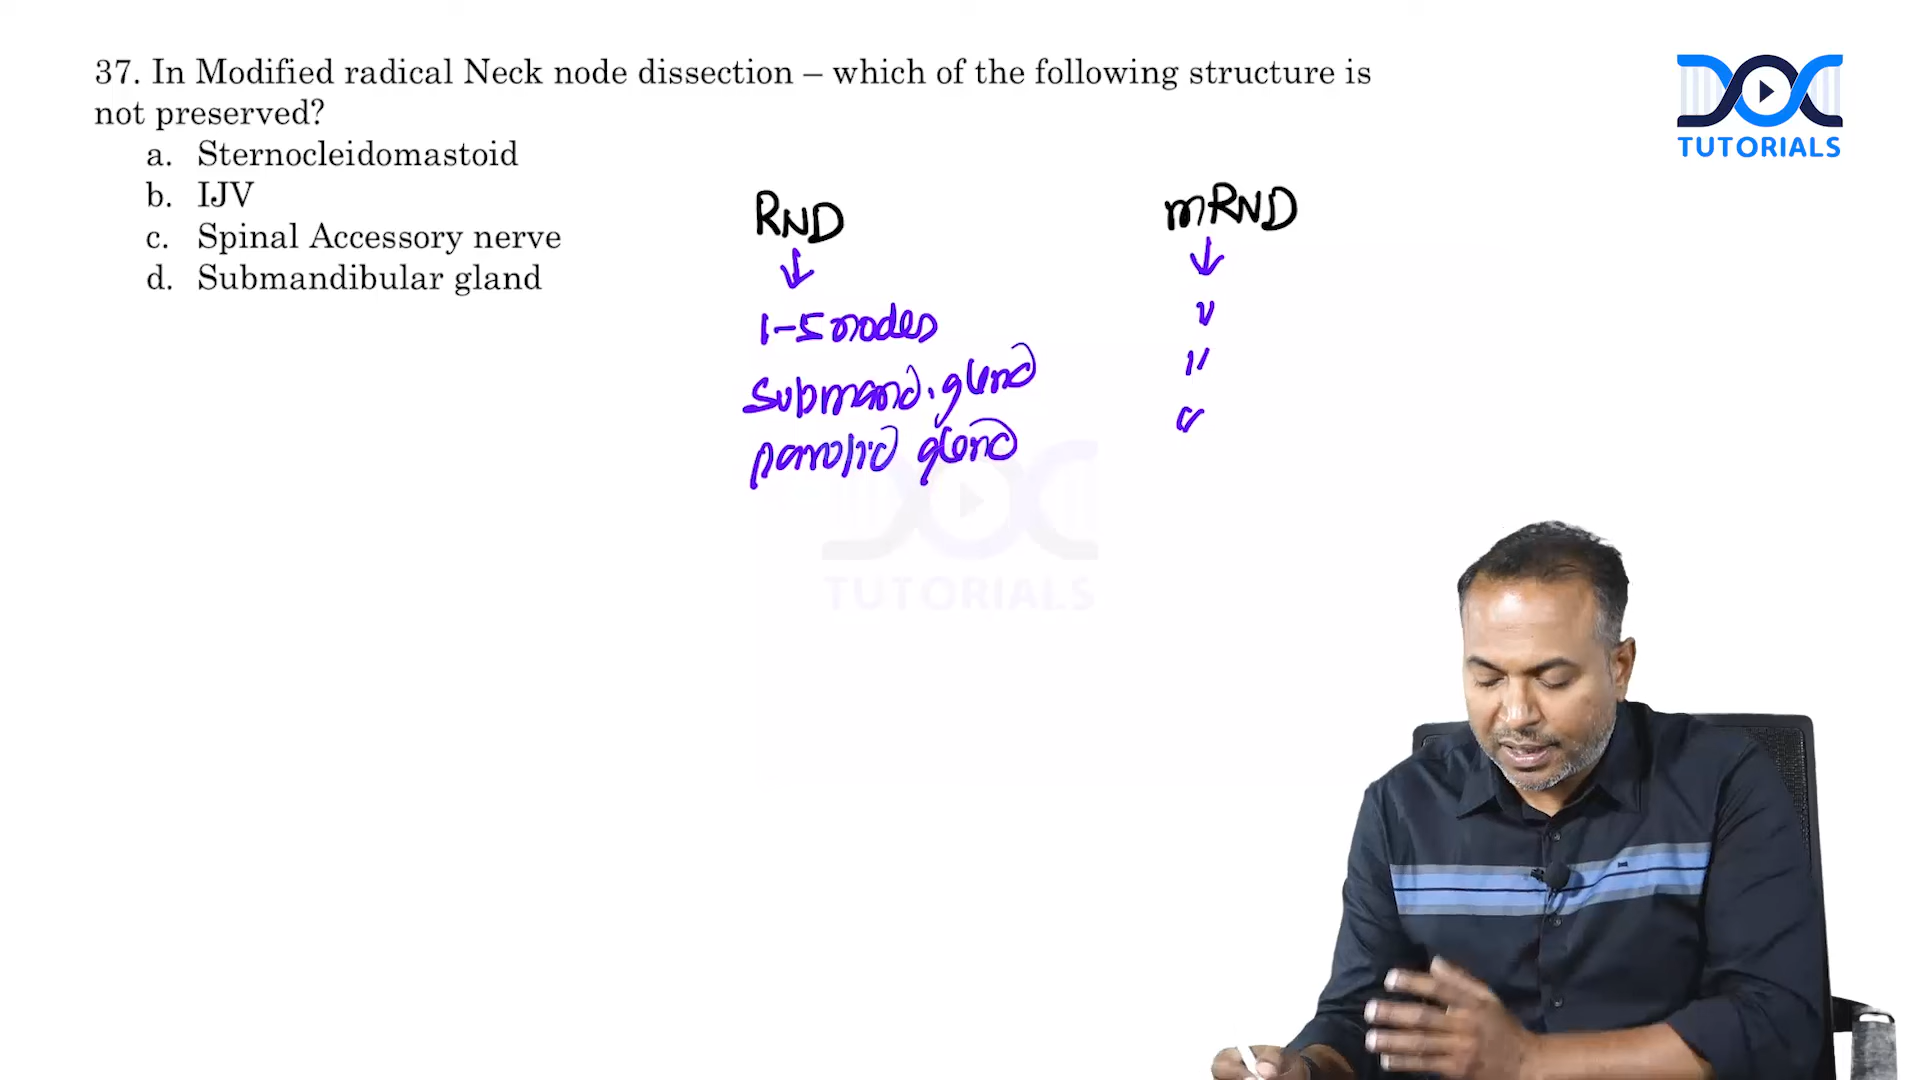 37. In Modified radical Neck node dissection – which of the following structure is
not preserved?
a. Sternocleidomastoid
b. IJV
c. Spinal Accessory nerve
d. Submandibular gland
TUTORIALS
RND
mRND
1-5 nodes
"
submand. gland
"
parotid gland
"
TUTORIALS